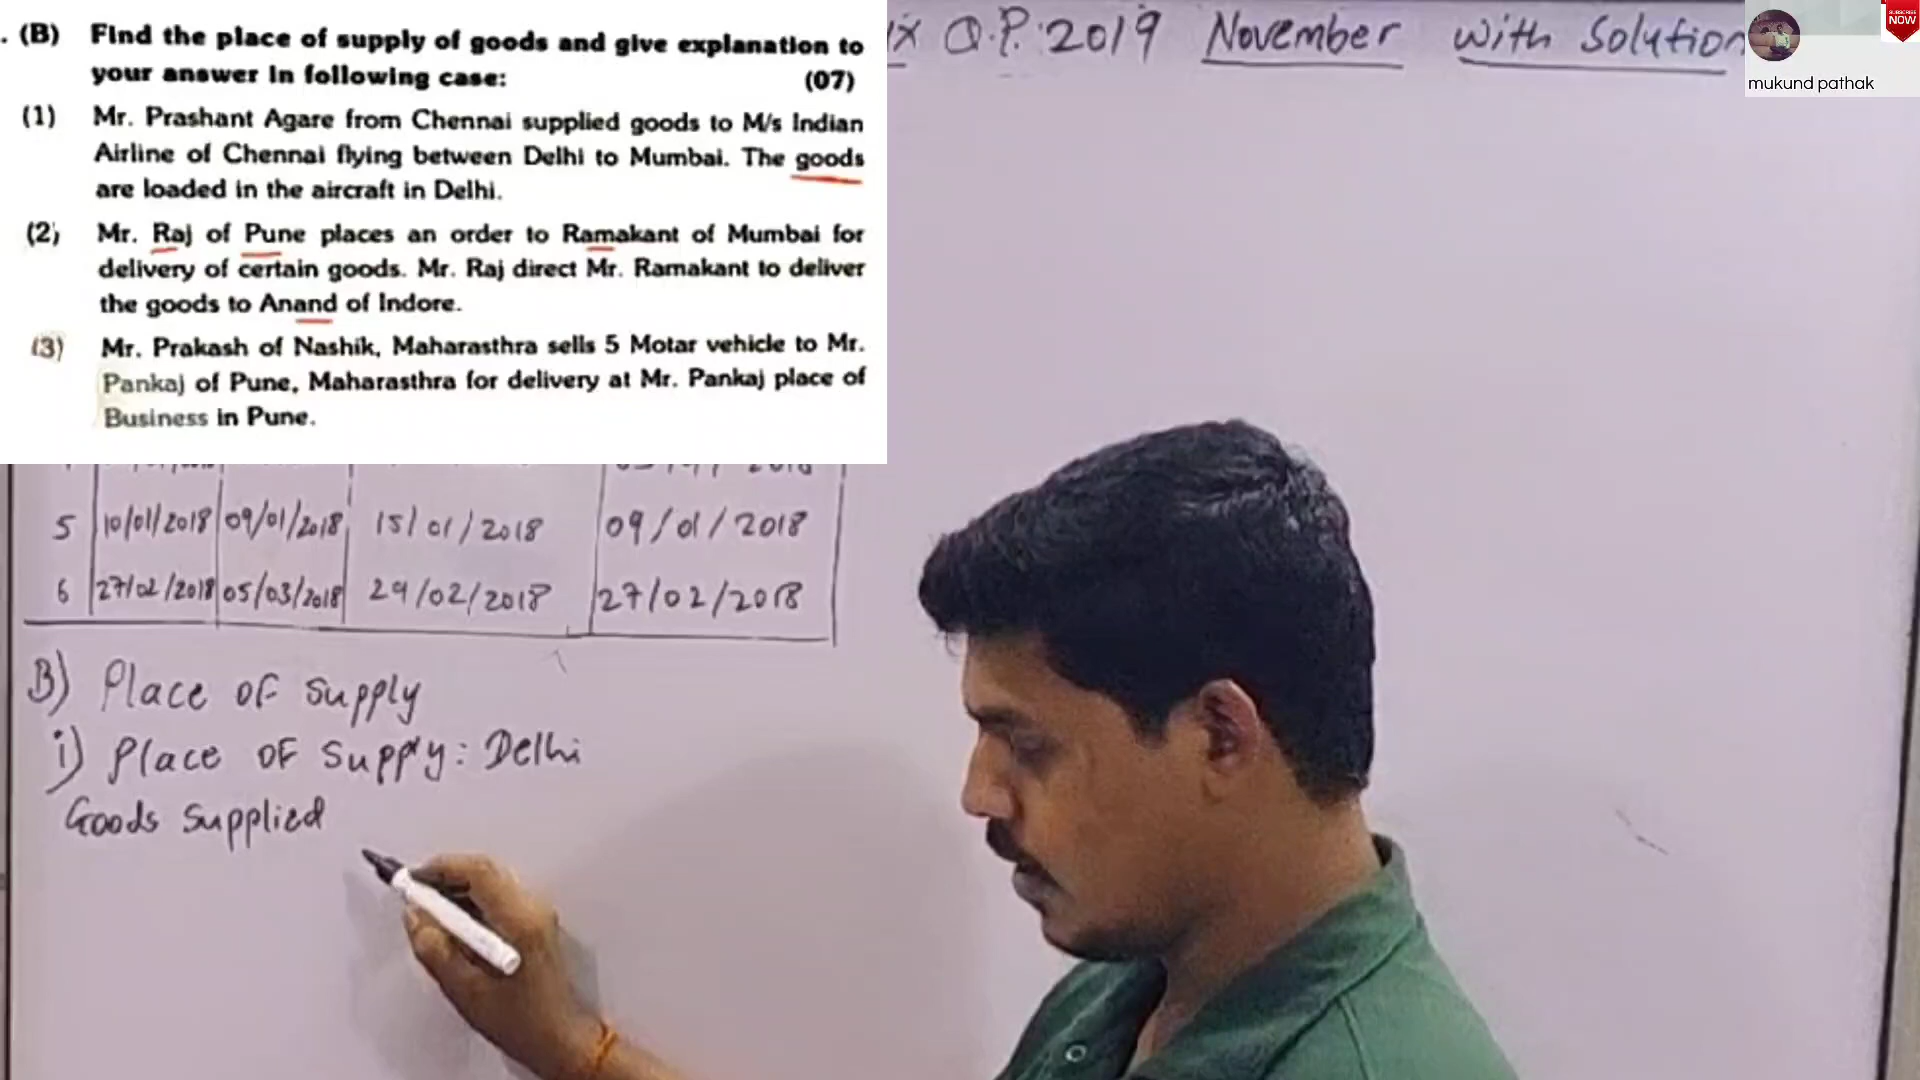 . (B) Find the place of supply of goods and give explanation to
your answer in following case: (07)
(1) Mr. Prashant Agare from Chennai supplied goods to M/s Indian
Airline of Chennai flying between Delhi to Mumbai. The goods
are loaded in the aircraft in Delhi.
(2) Mr. Raj of Pune places an order to Ramakant of Mumbai for
delivery of certain goods. Mr. Raj direct Mr. Ramakant to deliver
the goods to Anand of Indore.
(3) Mr. Prakash of Nashik, Maharasthra sells 5 Motar vehicle to Mr.
Pankaj of Pune, Maharasthra for delivery at Mr. Pankaj place of
Business in Pune.
Q.P. 2019 November with Solution
SUBSCRIBE
NOW
mukund pathak
5 10/01/2018 09/01/2018 15/01/2018 09/01/2018
6 27/02/2018 05/03/2018 29/02/2018 27/02/2018
B) Place OF Supply
i) Place OF Supply: Delhi
Goods Supplied